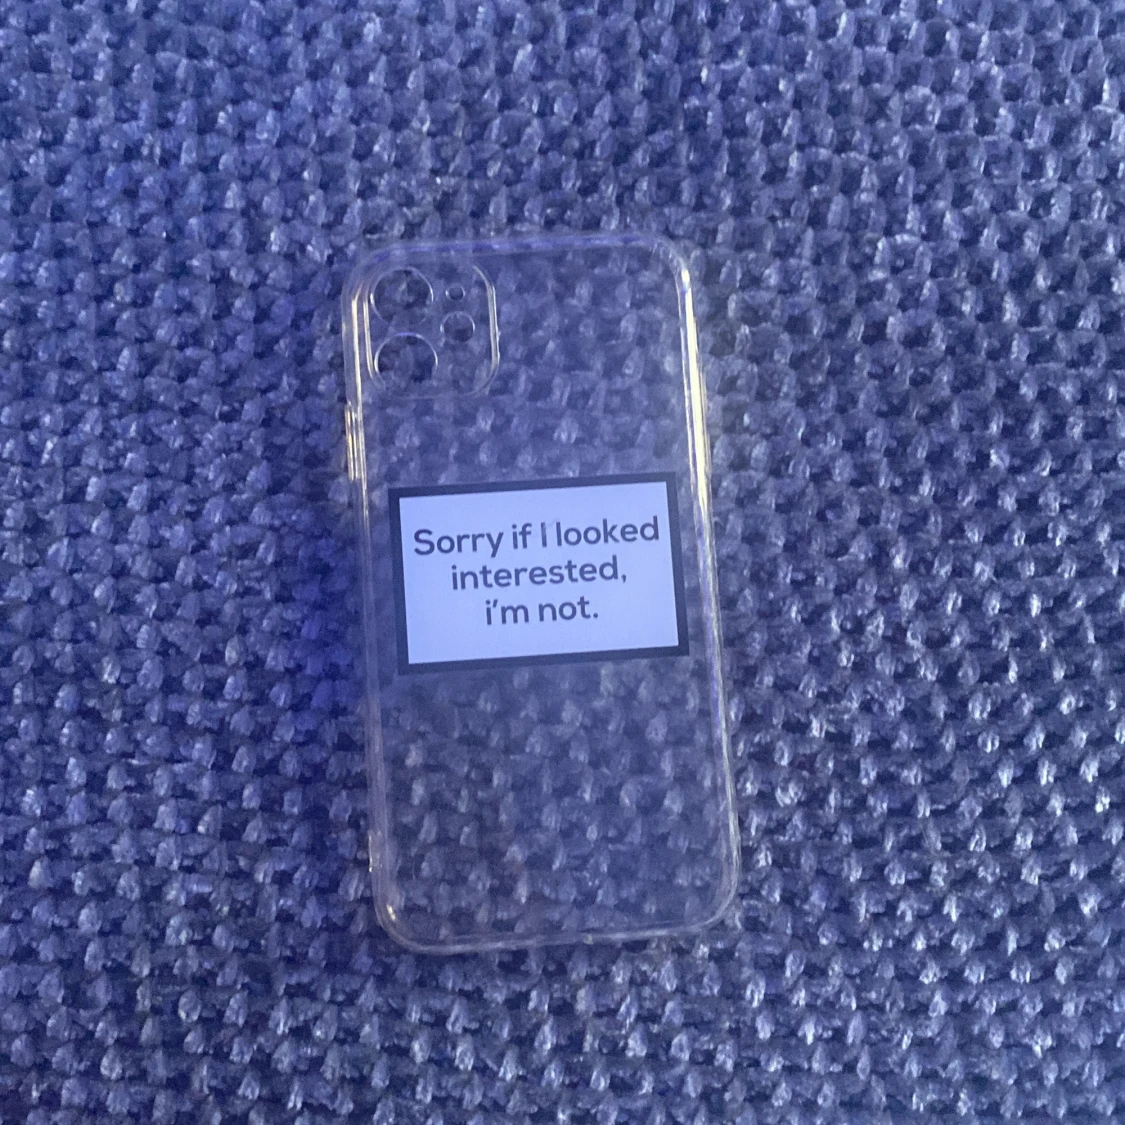 Sorry if I looked
interested,
i'm not.